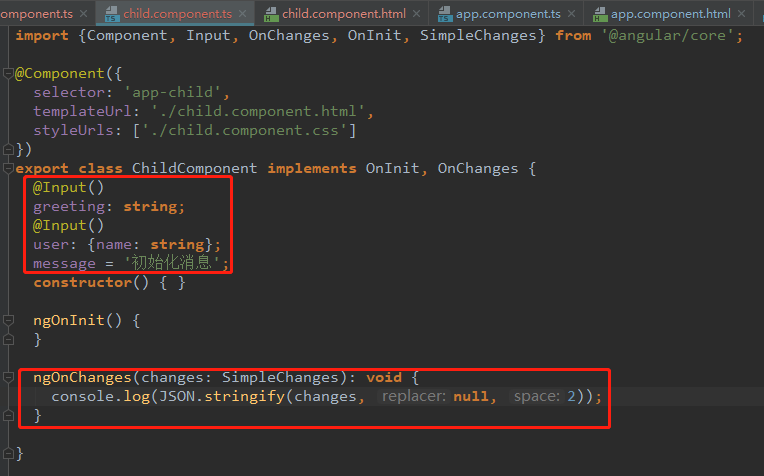 omponent.ts × child.component.ts × child.component.html × app.component.ts × app.component.html ×
import {Component, Input, OnChanges, OnInit, SimpleChanges} from '@angular/core';
@Component({
selector: 'app-child',
templateUrl: './child.component.html',
styleUrls: ['./child.component.css']
})
export class ChildComponent implements OnInit, OnChanges {
@Input()
greeting: string;
@Input()
user: {name: string};
message = '初始化消息';
constructor() { }
ngOnInit() {
}
ngOnChanges(changes: SimpleChanges): void {
console.log(JSON.stringify(changes, replacer: null, space: 2));
}
}